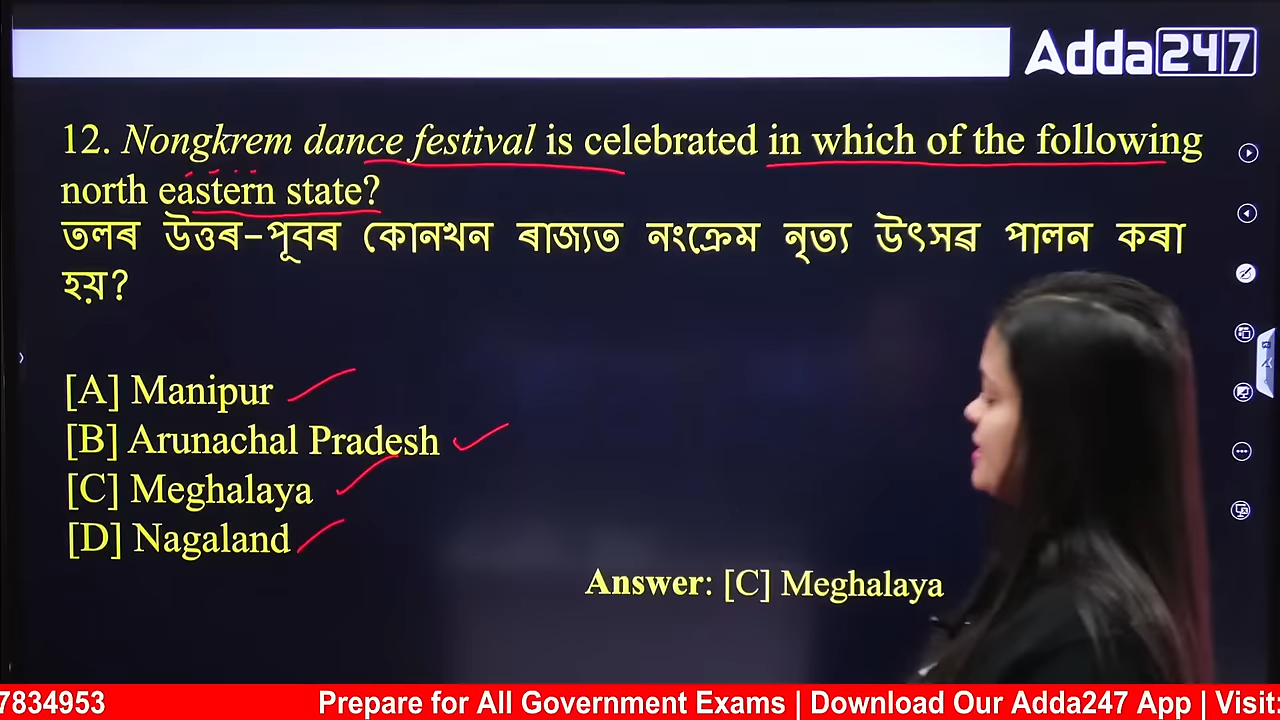 Adda247
12. Nongkrem dance festival is celebrated in which of the following
north eastern state?
তলৰ উত্তৰ-পূবৰ কোনখন ৰাজ্যত নংক্ৰেম নৃত্য উৎসৱ পালন কৰা
হয়?
[A] Manipur
[B] Arunachal Pradesh
[C] Meghalaya
[D] Nagaland
Answer: [C] Meghalaya
7834953 Prepare for All Government Exams | Download Our Adda247 App | Visit: